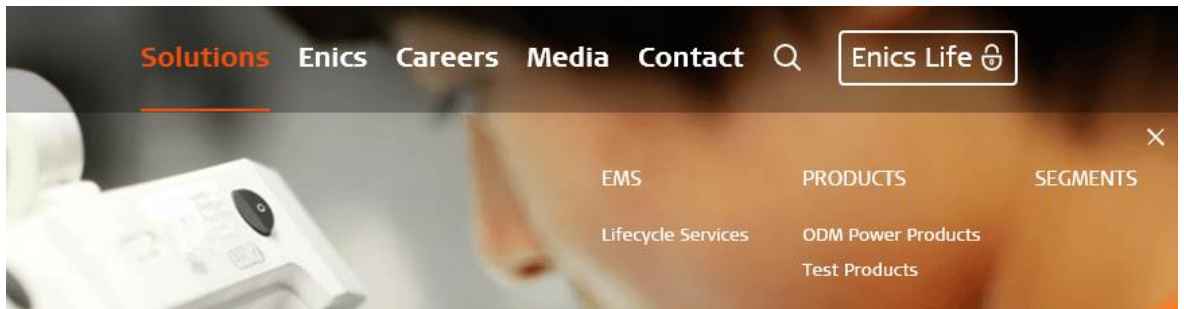 Solutions Enics Careers Media Contact Enics Life
EMS PRODUCTS SEGMENTS
Lifecycle Services ODM Power Products
Test Products